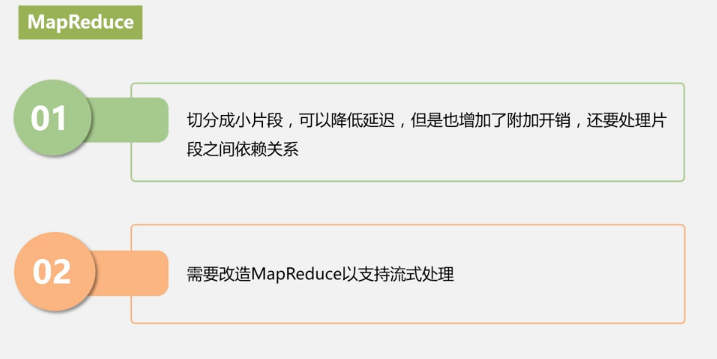 MapReduce
01
切分成小片段，可以降低延迟，但是也增加了附加开销，还要处理片
段之间依赖关系
02
需要改造MapReduce以支持流式处理